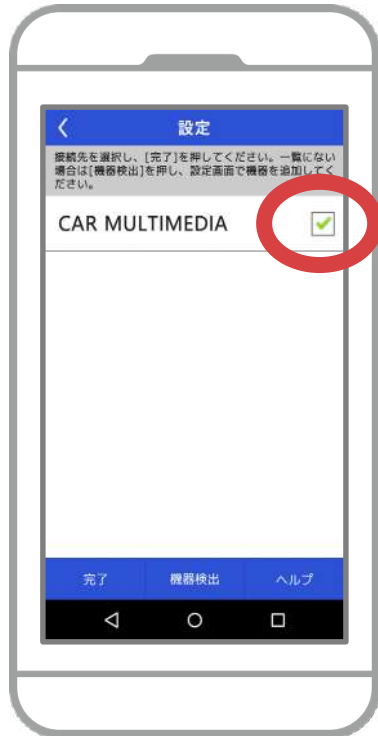 設定
接続先を選択し、[完了]を押してください。一覧にない
場合は[機器検出]を押し、設定画面で機器を追加してく
ださい。
CAR MULTIMEDIA
完了 機器検出 ヘルプ